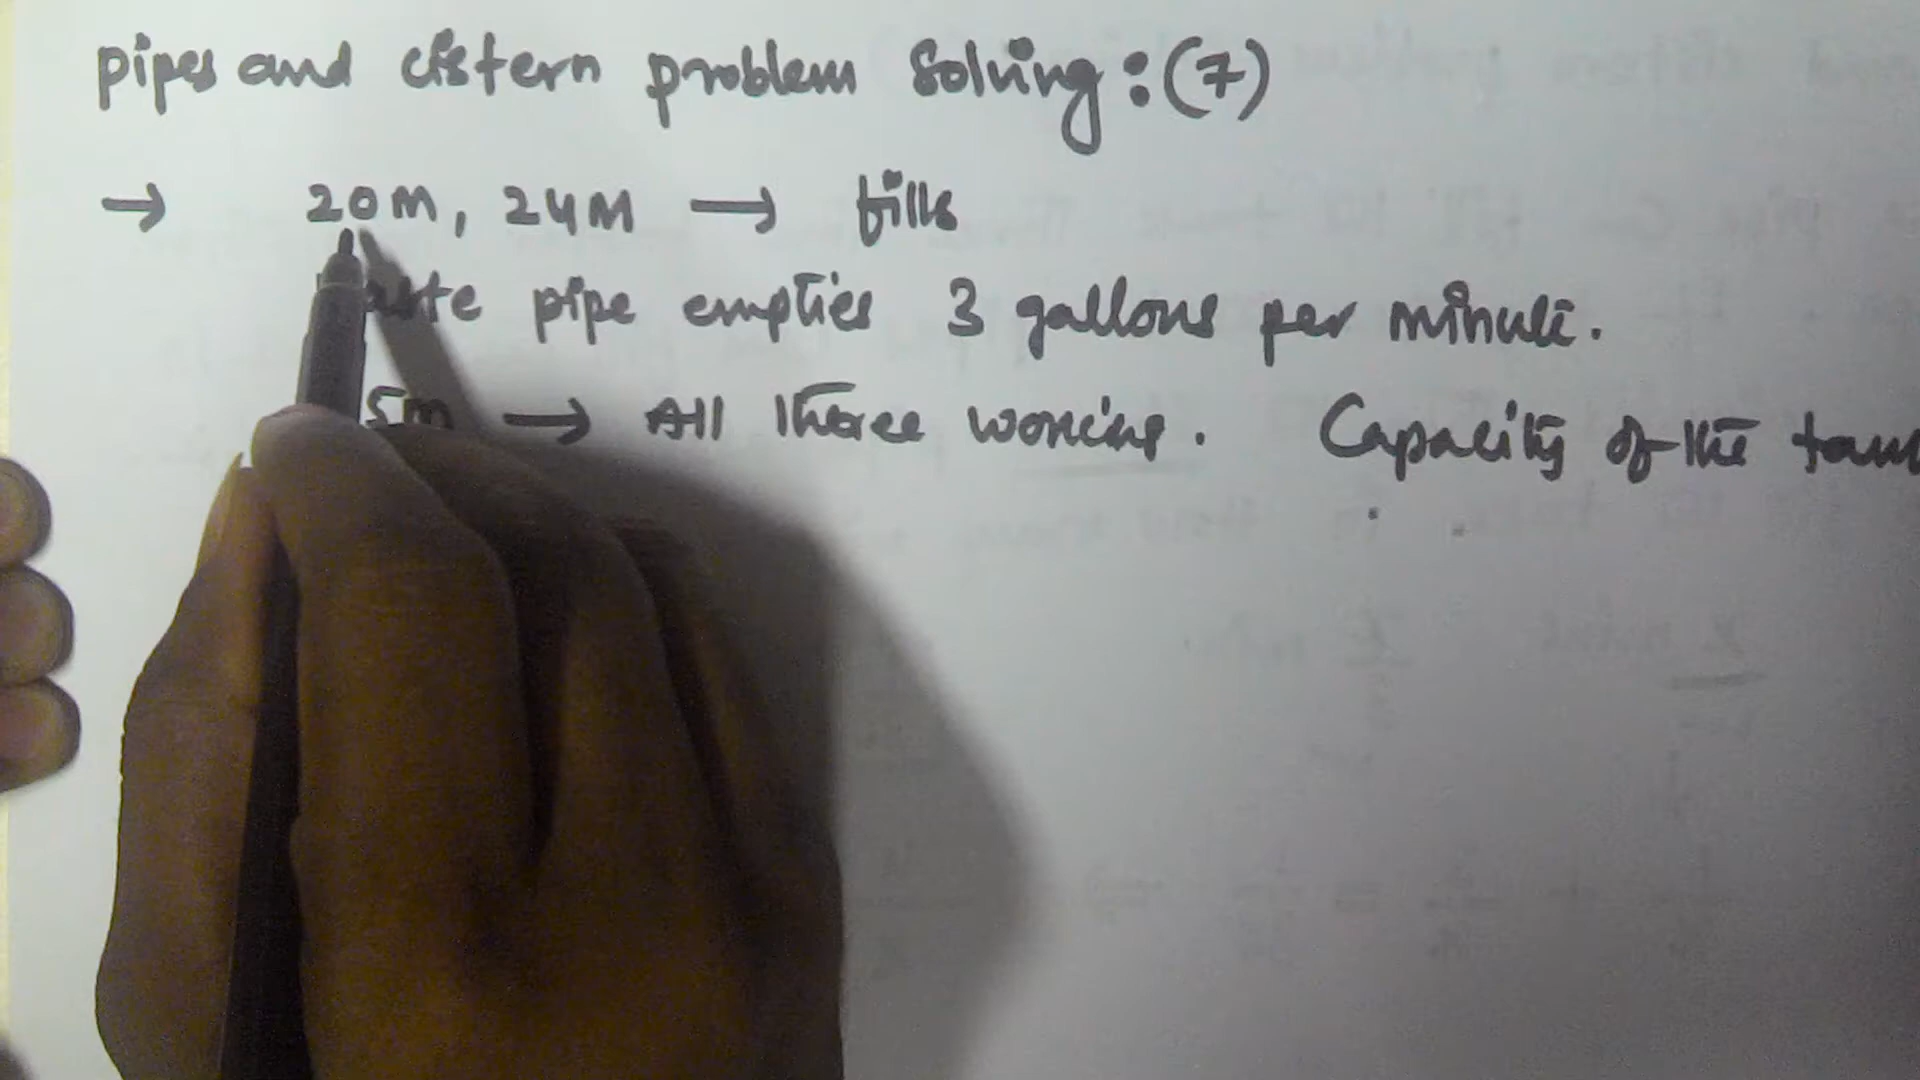 pipes and cistern problem solving:(7)
→ 20M, 24M → fills
pipe empties 3 gallons per minute.
5m → All three working. Capacity of the